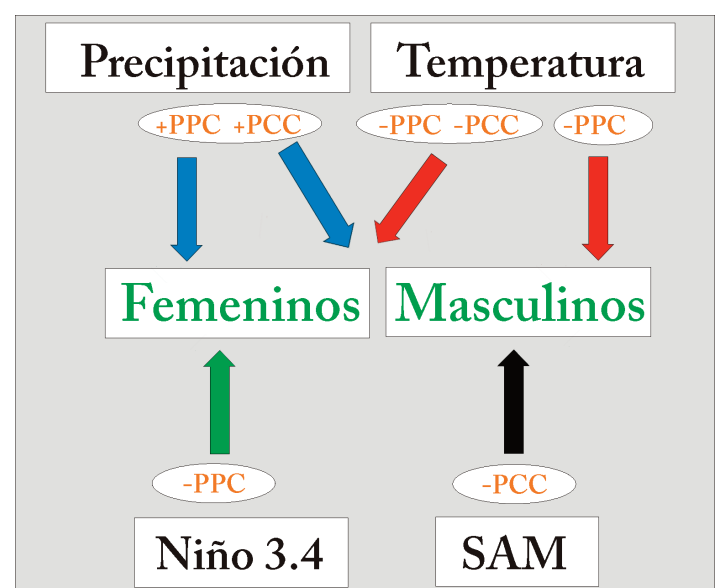 Precipitación Temperatura
+PPC +PCC -PPC -PCC -PPC
Femeninos Masculinos
-PPC -PCC
Niño 3.4 SAM